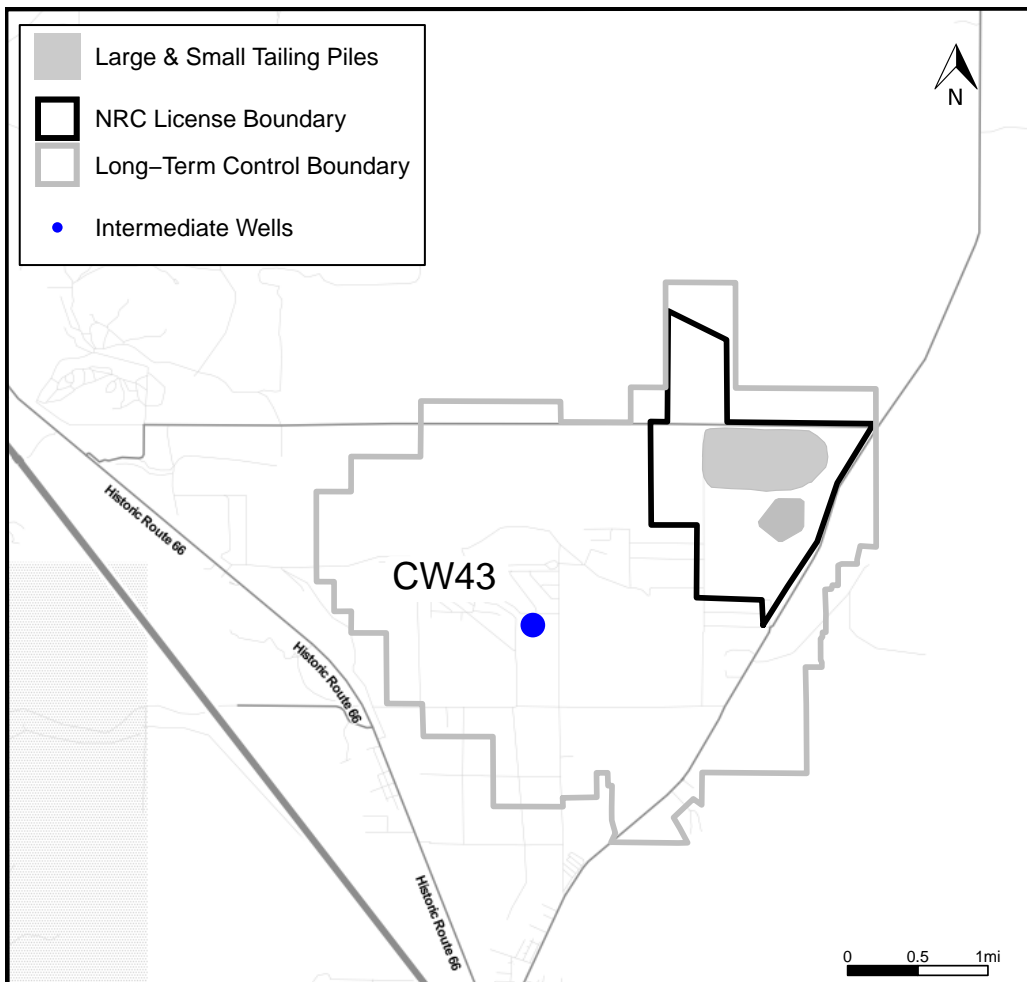 Large & Small Tailing Piles
NRC License Boundary
Long−Term Control Boundary
Intermediate Wells
N
Historic Route 66
CW43
Historic Route 66
Historic Route 66
0 0.5 1mi